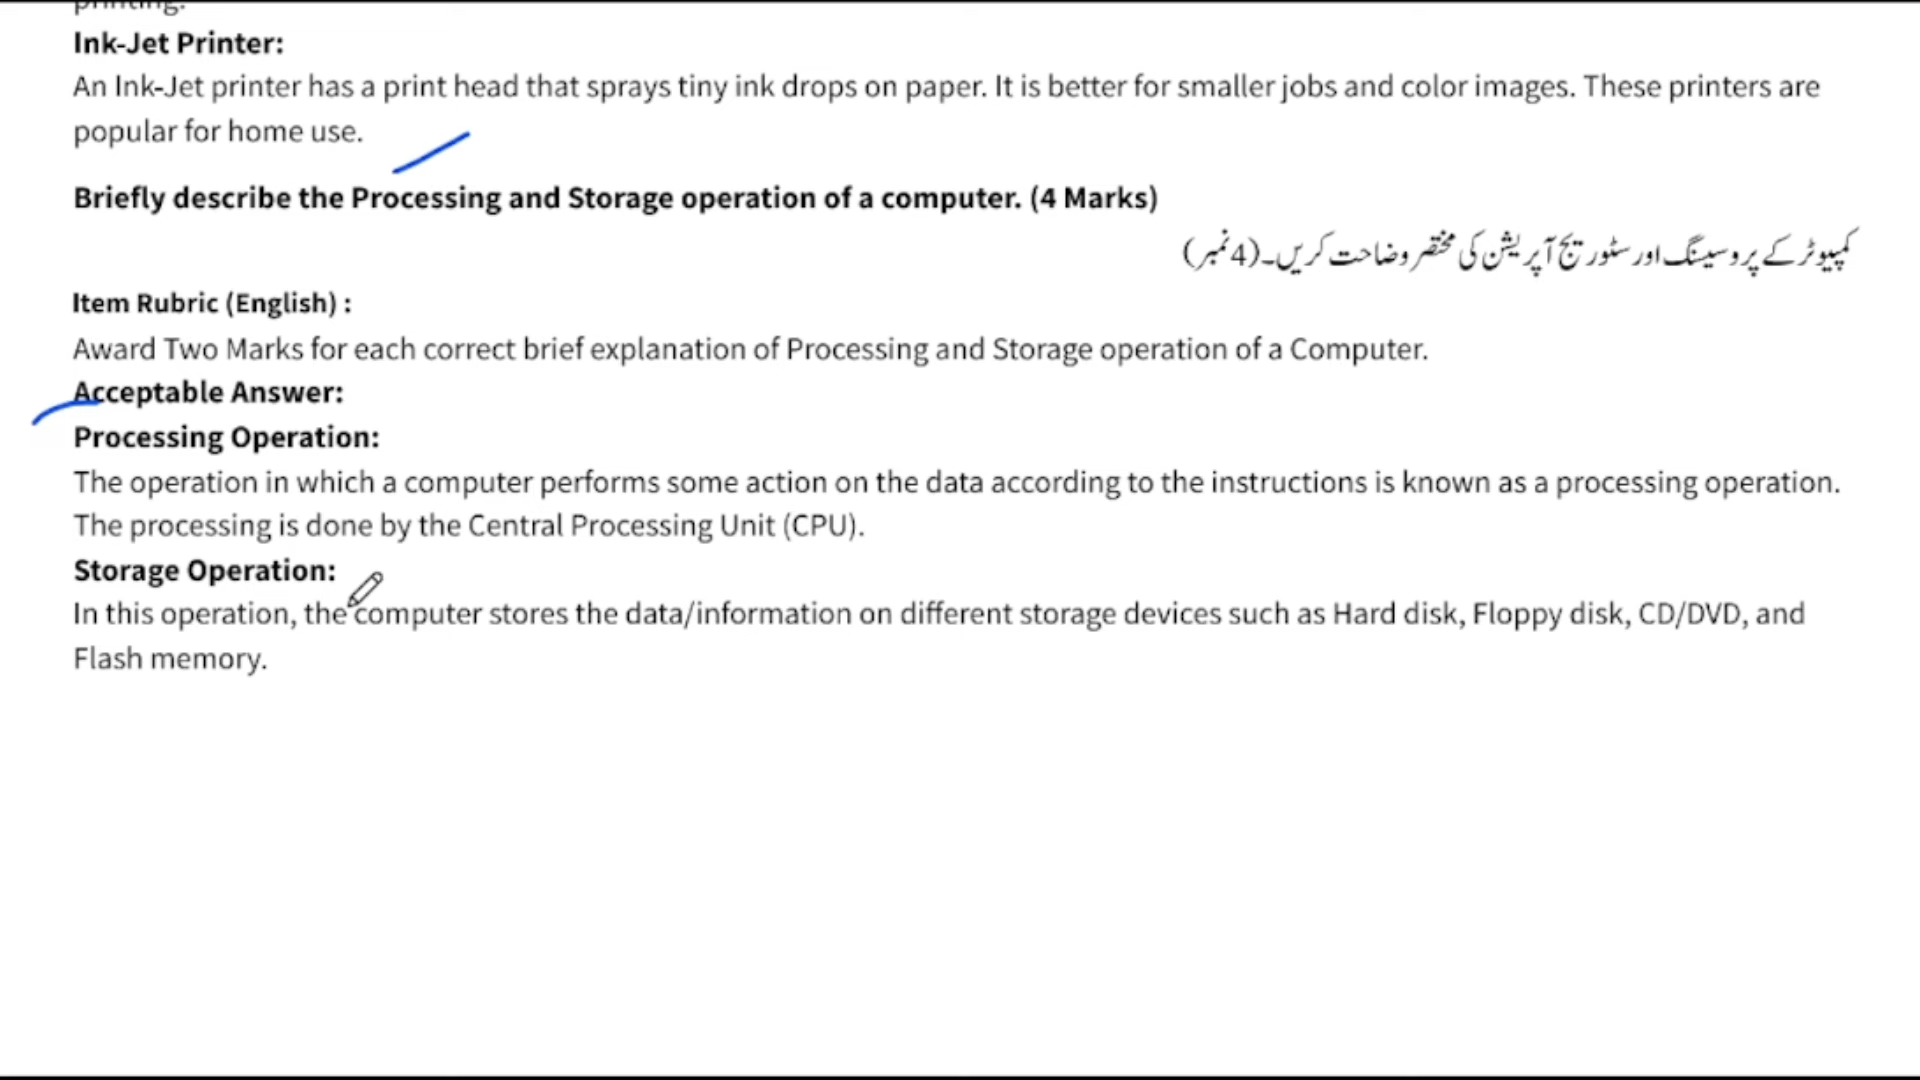 printing.
Ink-Jet Printer:
An Ink-Jet printer has a print head that sprays tiny ink drops on paper. It is better for smaller jobs and color images. These printers are
popular for home use.
Briefly describe the Processing and Storage operation of a computer. (4 Marks)
کمپیوٹر کے پروسیسنگ اور سٹوریج آپریشن کی مختصر وضاحت کریں۔(4 نمبر)
Item Rubric (English) :
Award Two Marks for each correct brief explanation of Processing and Storage operation of a Computer.
Acceptable Answer:
Processing Operation:
The operation in which a computer performs some action on the data according to the instructions is known as a processing operation.
The processing is done by the Central Processing Unit (CPU).
Storage Operation:
In this operation, the computer stores the data/information on different storage devices such as Hard disk, Floppy disk, CD/DVD, and
Flash memory.